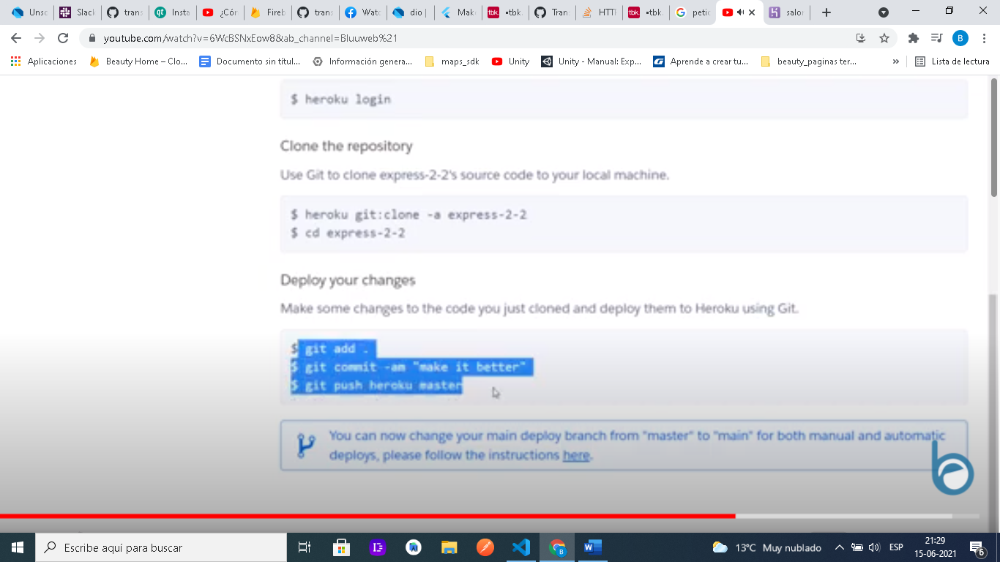 Unsc
Slack
trans
Insta
¿Cór
Fireb
trans
Watc
dio |
Make
•tbk.
Tran:
HTTF
•tbk.
petic
salor
youtube.com/watch?v=6WcBSNxEow8&ab_channel=Bluuweb%21
B
Aplicaciones
Beauty Home – Clo...
Documento sin títul...
Información genera...
maps_sdk
Unity
Unity - Manual: Exp...
Aprende a crear tu...
beauty_paginas ter...
»
Lista de lectura
$ heroku login
Clone the repository
Use Git to clone express-2-2's source code to your local machine.
$ heroku git:clone -a express-2-2
$ cd express-2-2
Deploy your changes
Make some changes to the code you just cloned and deploy them to Heroku using Git.
$ git add .
$ git commit -am "make it better"
$ git push heroku master
You can now change your main deploy branch from "master" to "main" for both manual and automatic
deploys, please follow the instructions here.
Escribe aquí para buscar
13°C Muy nublado
ESP
21:29
15-06-2021
6